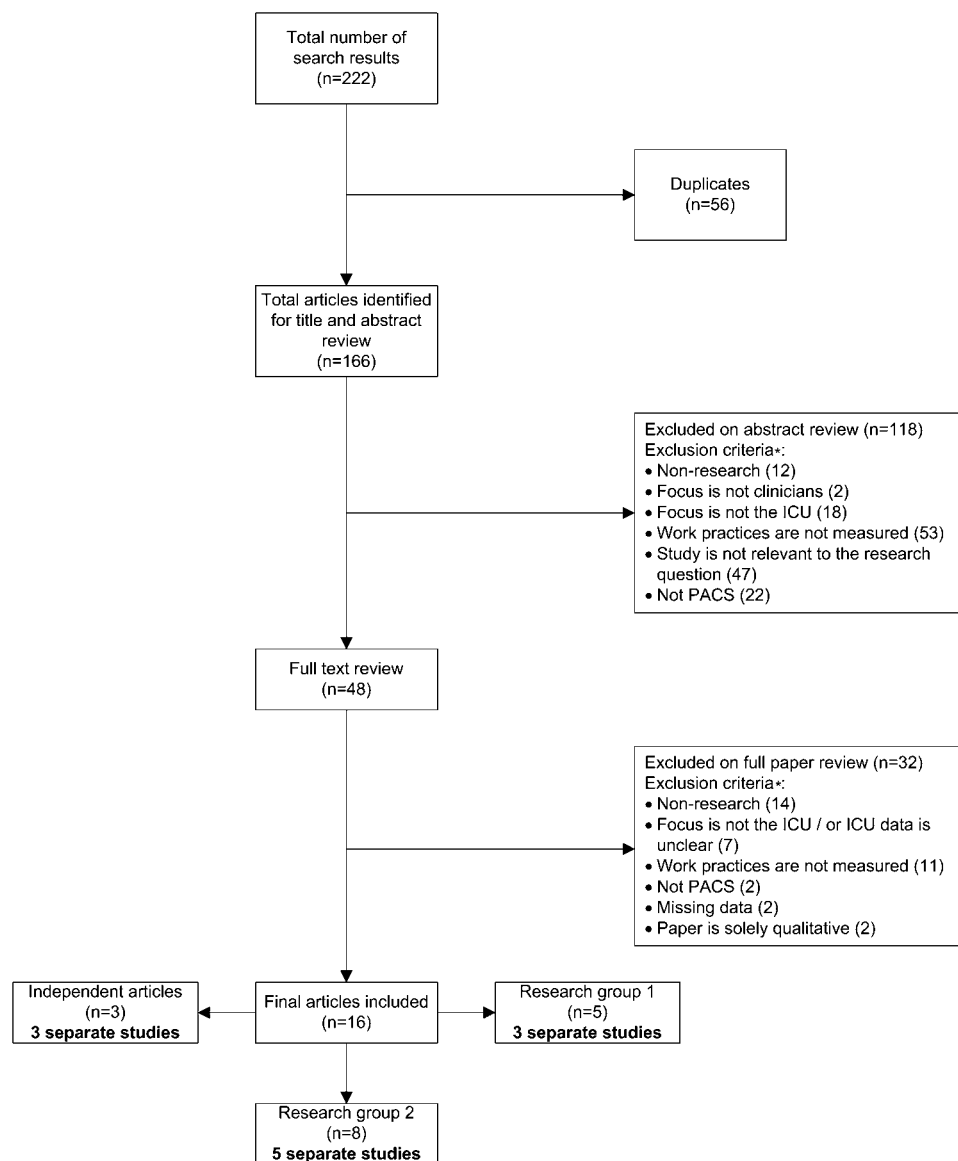 Total number of
search results
(n=222)
Duplicates
(n=56)
Total articles identified
for title and abstract
review
(n=166)
Excluded on abstract review (n=118)
Exclusion criteria*:
• Non-research (12)
• Focus is not clinicians (2)
• Focus is not the ICU (18)
• Work practices are not measured (53)
• Study is not relevant to the research
question (47)
• Not PACS (22)
Full text review
(n=48)
Excluded on full paper review (n=32)
Exclusion criteria*:
• Non-research (14)
• Focus is not the ICU / or ICU data is
unclear (7)
• Work practices are not measured (11)
• Not PACS (2)
• Missing data (2)
• Paper is solely qualitative (2)
Independent articles
(n=3)
3 separate studies
Final articles included
(n=16)
Research group 1
(n=5)
3 separate studies
Research group 2
(n=8)
5 separate studies